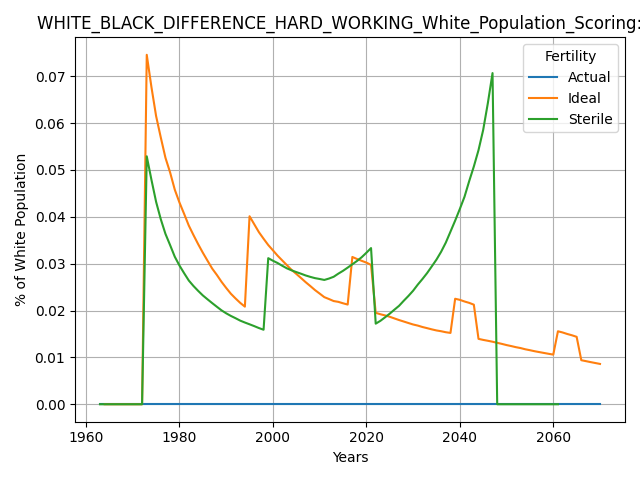 WHITE_BLACK_DIFFERENCE_HARD_WORKING_White_Population_Scoring:
% of White Population
0.07
0.06
0.05
0.04
0.03
0.02
0.01
0.00
Fertility
Actual
Ideal
Sterile
1960 1980 2000 2020 2040 2060
Years